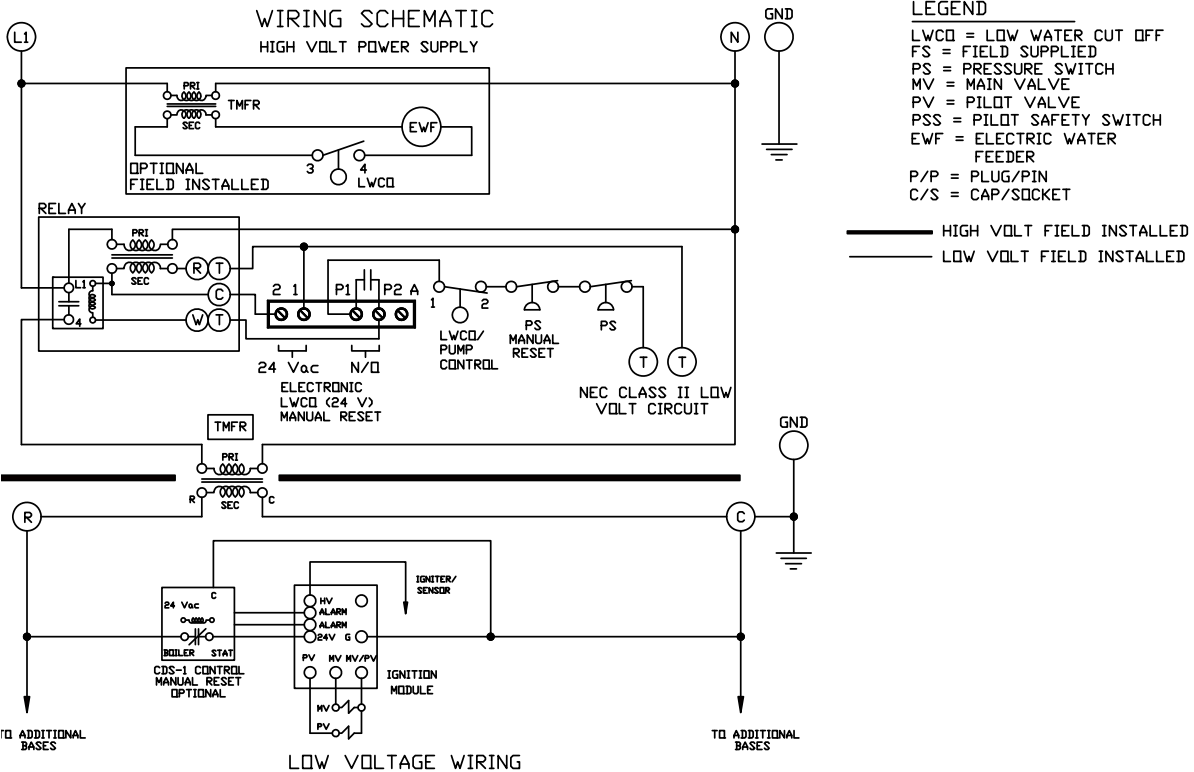 WIRING SCHEMATIC
HIGH VOLT POWER SUPPLY
L1
N
GND
LEGEND
LWCO = LOW WATER CUT OFF
FS = FIELD SUPPLIED
PS = PRESSURE SWITCH
MV = MAIN VALVE
PV = PILOT VALVE
PSS = PILOT SAFETY SWITCH
EWF = ELECTRIC WATER
FEEDER
P/P = PLUG/PIN
C/S = CAP/SOCKET
HIGH VOLT FIELD INSTALLED
LOW VOLT FIELD INSTALLED
PRI
TMFR
SEC
EWF
OPTIONAL
FIELD INSTALLED
3
4
LWCO
RELAY
PRI
SEC
R T
L1
C
4
W T
2 1
P1
P2 A
1
2
LWCO/
PUMP
CONTROL
PS
MANUAL
RESET
PS
T
T
24 Vac
N/O
ELECTRONIC
LWCO (24 V)
MANUAL RESET
NEC CLASS II LOW
VOLT CIRCUIT
TMFR
PRI
R
SEC
C
GND
R
C
C
24 Vac
BOILER STAT
CDS-1 CONTROL
MANUAL RESET
OPTIONAL
IGNITER/
SENSOR
HV
ALARM
ALARM
24V G
PV MV MV/PV
IGNITION
MODULE
MV
PV
TO ADDITIONAL
BASES
TO ADDITIONAL
BASES
LOW VOLTAGE WIRING